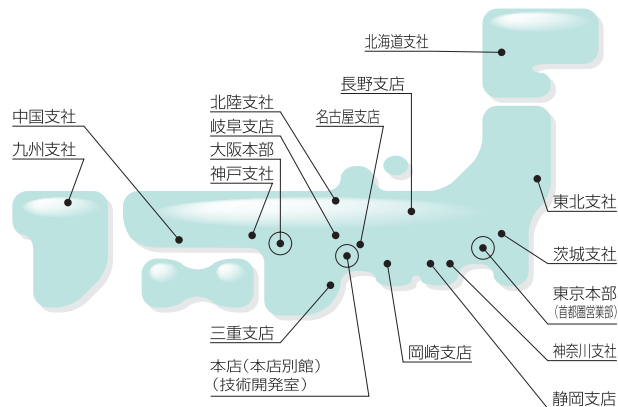 北海道支社
長野支店
北陸支社
名古屋支店
中国支社
岐阜支店
九州支社
大阪本部
神戸支社
東北支社
茨城支社
東京本部
(首都圏営業部)
三重支店
岡崎支店
神奈川支社
本店(本店別館)
(技術開発室)
静岡支店